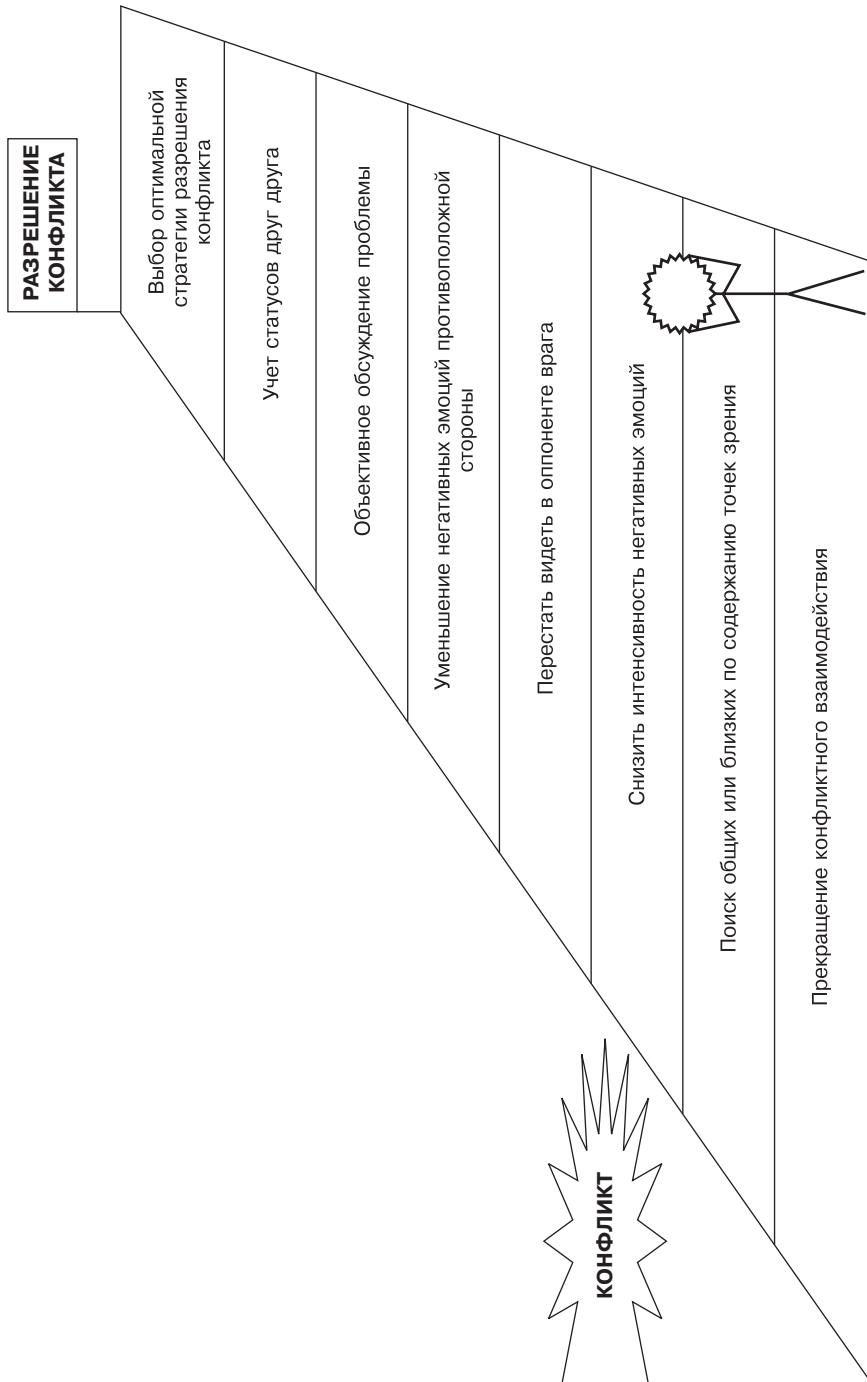 РАЗРЕШЕНИЕ
КОНФЛИКТА
Выбор оптимальной
стратегии разрешения
конфликта
Учет статусов друг друга
Объективное обсуждение проблемы
Уменьшение негативных эмоций противоположной
стороны
Перестать видеть в оппоненте врага
Снизить интенсивность негативных эмоций
Поиск общих или близких по содержанию точек зрения
Прекращение конфликтного взаимодействия
КОНФЛИКТ